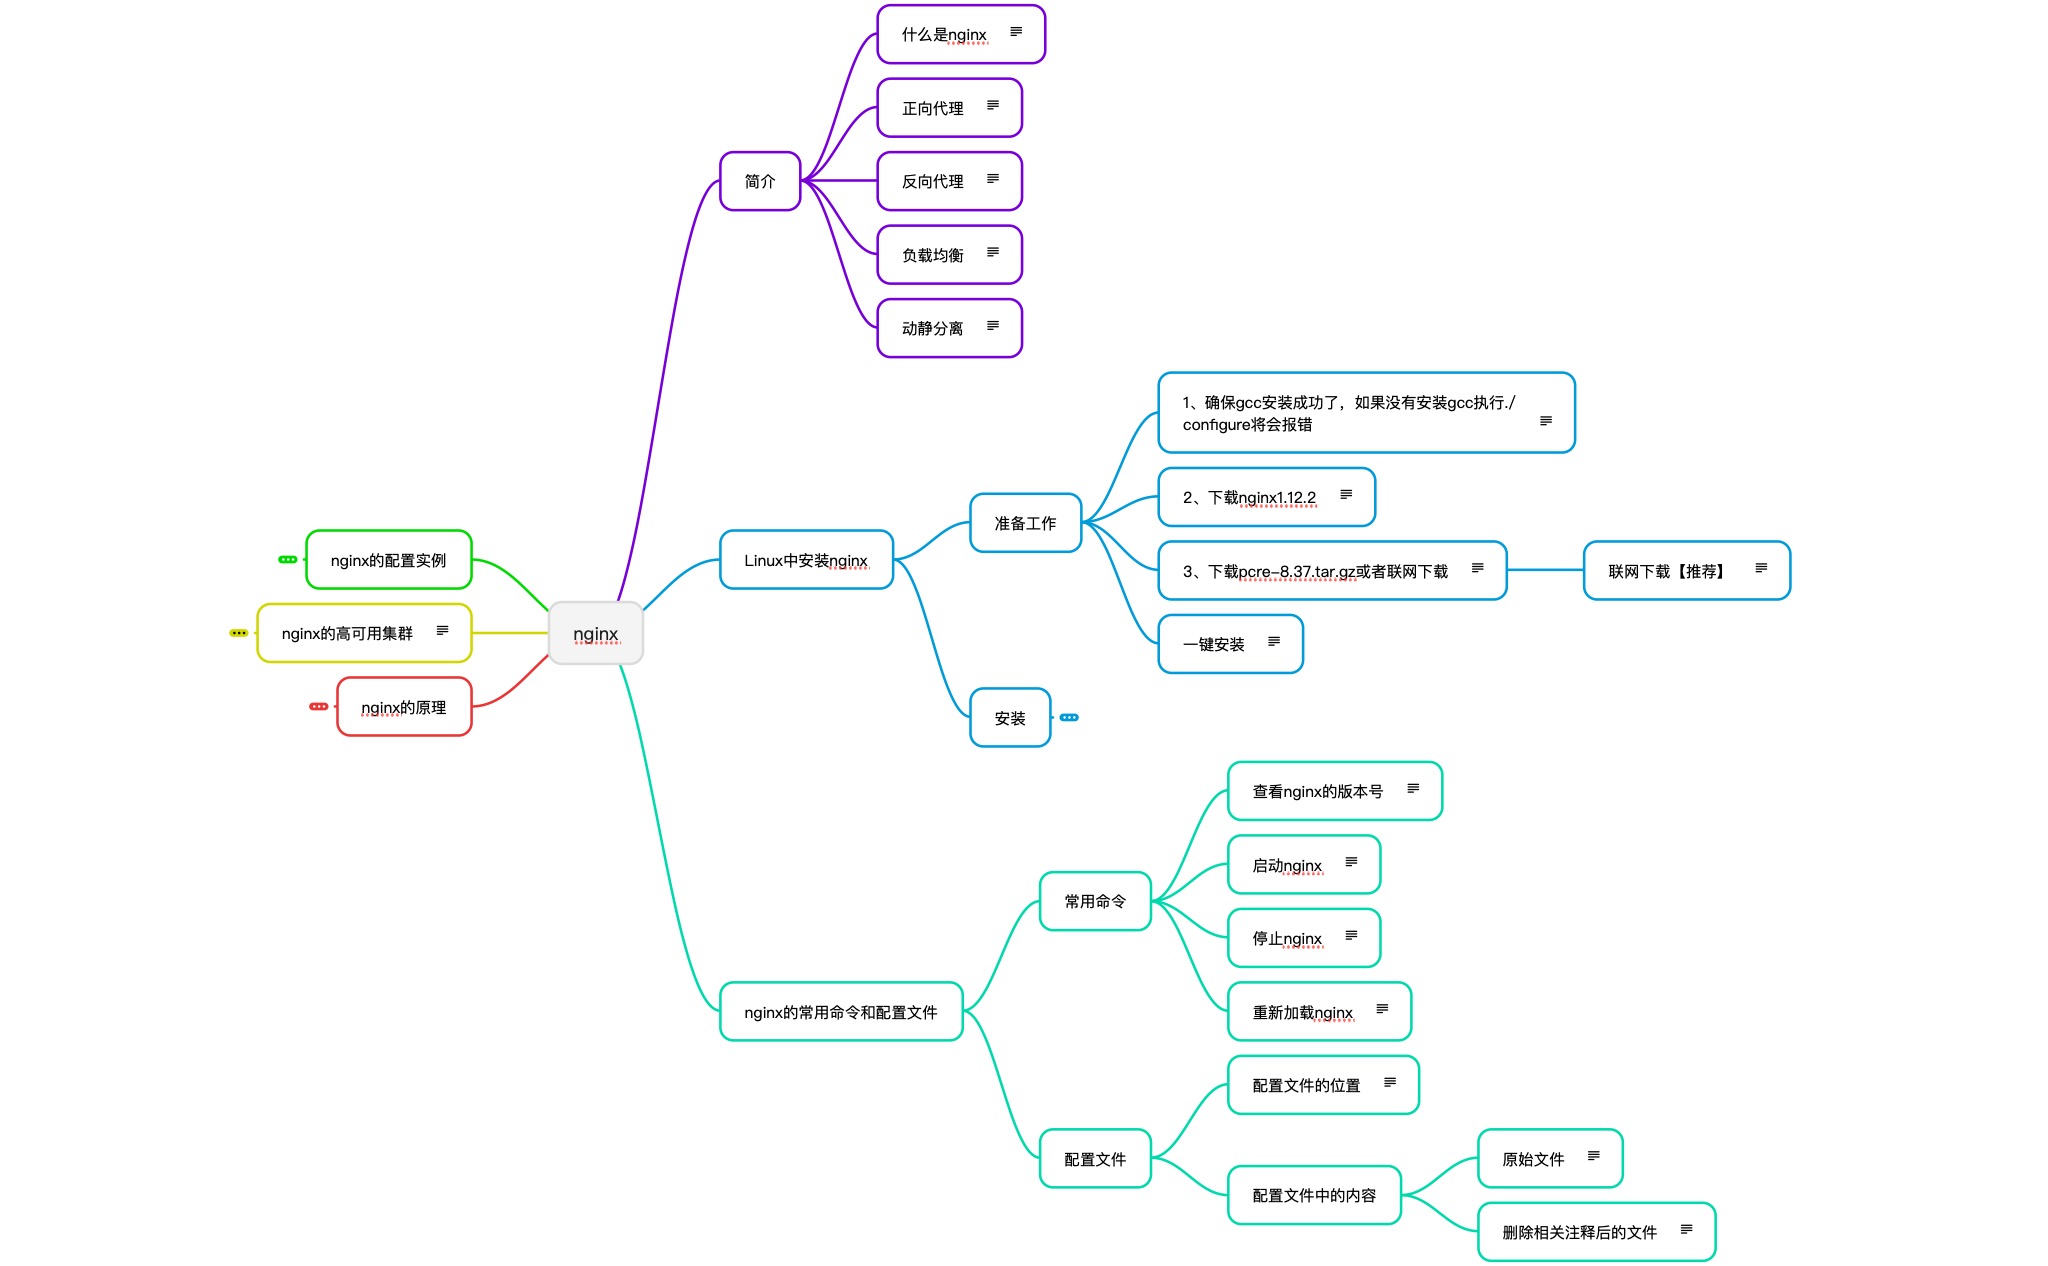 什么是nginx
正向代理
简介
反向代理
负载均衡
动静分离
1、确保gcc安装成功了，如果没有安装gcc执行./
configure将会报错
2、下载nginx1.12.2
准备工作
3、下载pcre-8.37.tar.gz或者联网下载
联网下载【推荐】
一键安装
Linux中安装nginx
安装
nginx的配置实例
nginx的高可用集群
nginx
nginx的原理
查看nginx的版本号
启动nginx
常用命令
停止nginx
重新加载nginx
nginx的常用命令和配置文件
配置文件的位置
配置文件
原始文件
配置文件中的内容
删除相关注释后的文件